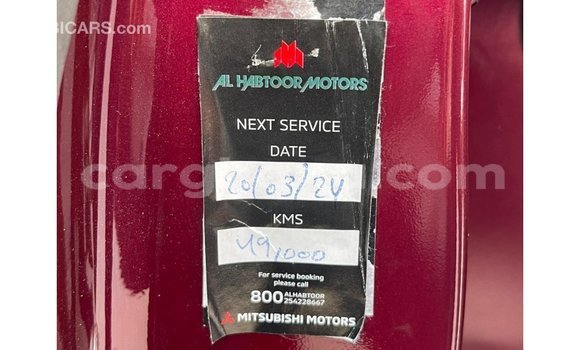 BICARS.com
AL HABTOOR MOTORS
NEXT SERVICE
DATE
20/03/24
KMS
49,000
For service booking
please call
800 ALHABTOOR
254228667
MITSUBISHI MOTORS